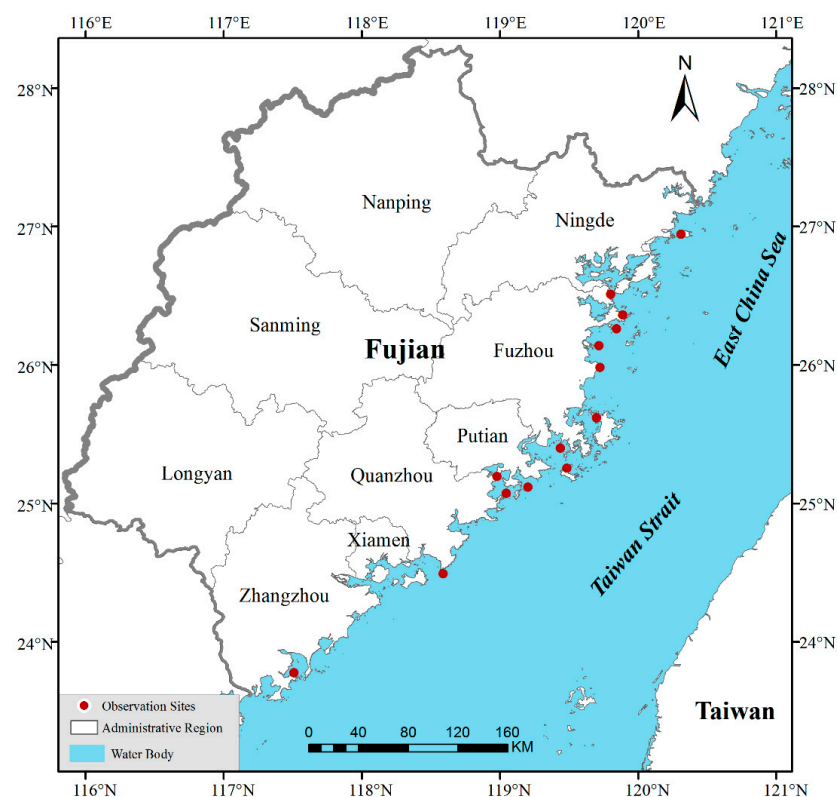 116°E 117°E 118°E 119°E 120°E 121°E
28°N 28°N
N
Nanping
Ningde
27°N 27°N
East China Sea
Sanming
Fujian
Fuzhou
26°N 26°N
Putian
Longyan
Quanzhou
25°N 25°N
Xiamen
Taiwan Strait
Zhangzhou
24°N 24°N
Observation Sites
Administrative Region
Water Body
Taiwan
0 40 80 120 160
KM
116°E 117°E 118°E 119°E 120°E 121°E